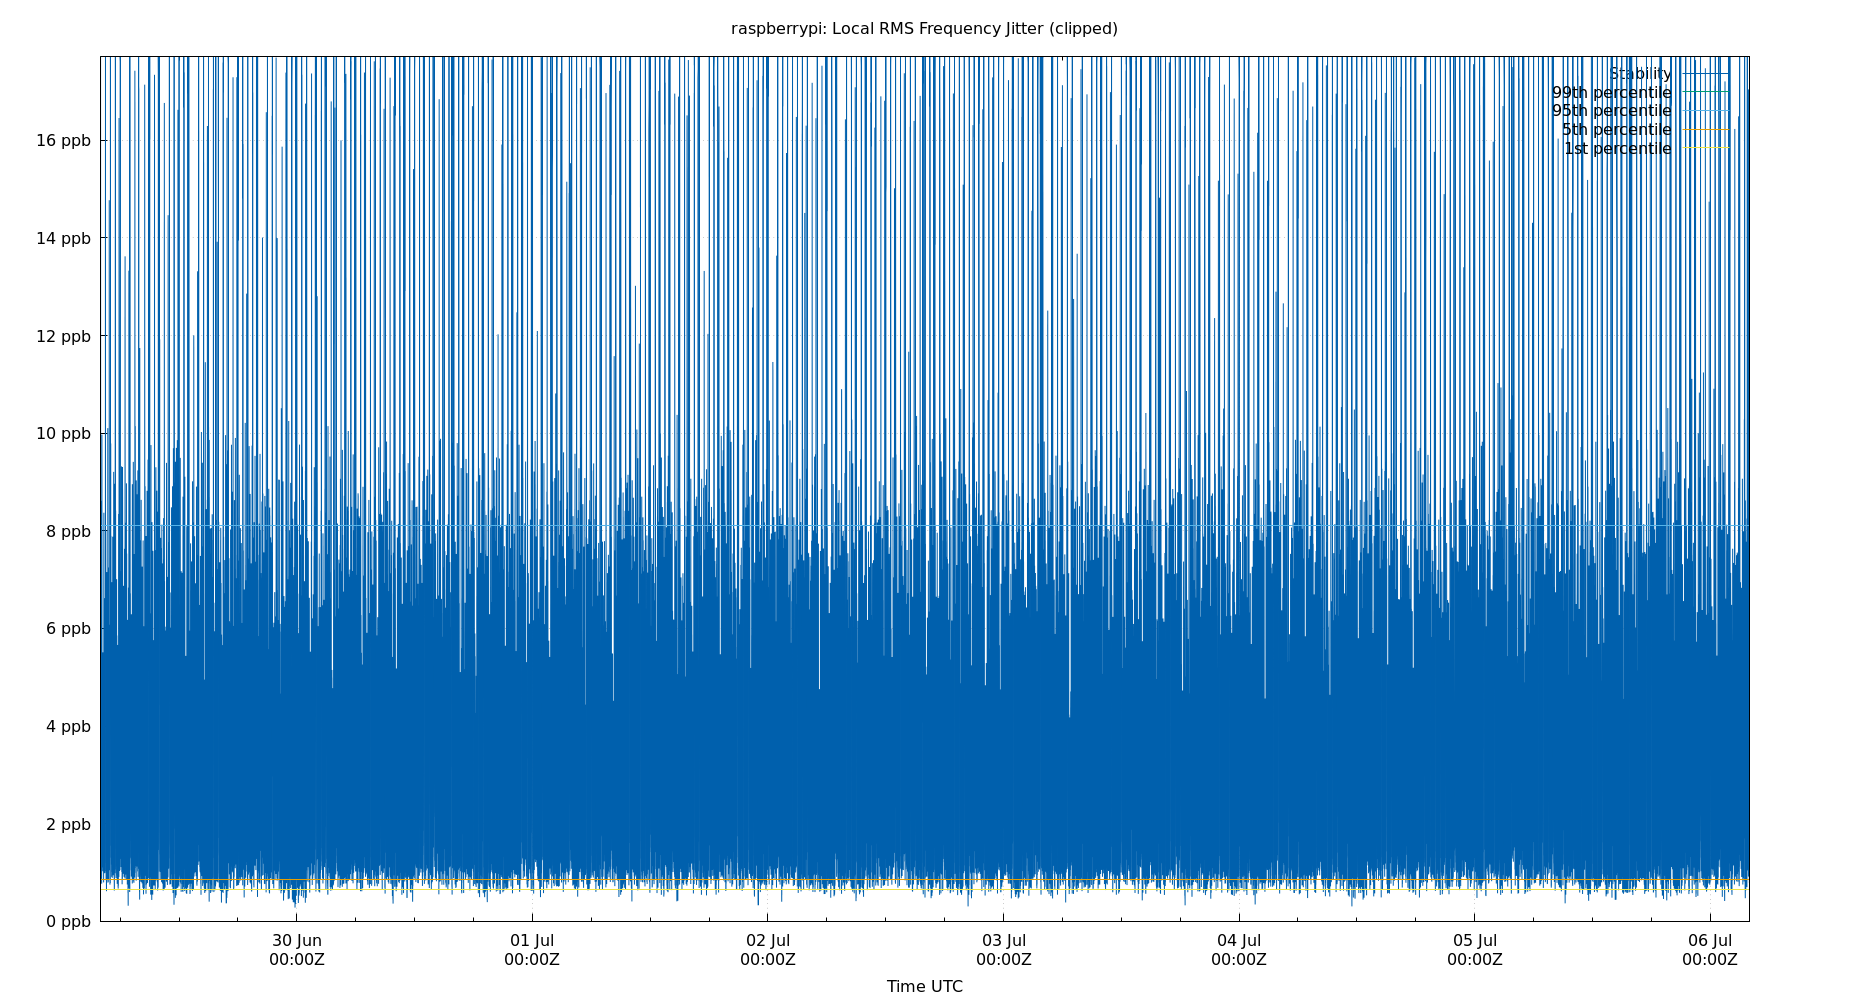 raspberrypi: Local RMS Frequency Jitter (clipped)
Stability
99th percentile
95th percentile
5th percentile
1st percentile
16 ppb
14 ppb
12 ppb
10 ppb
8 ppb
6 ppb
4 ppb
2 ppb
0 ppb
30 Jun 01 Jul 02 Jul 03 Jul 04 Jul 05 Jul 06 Jul
00:00Z 00:00Z 00:00Z 00:00Z 00:00Z 00:00Z 00:00Z
Time UTC